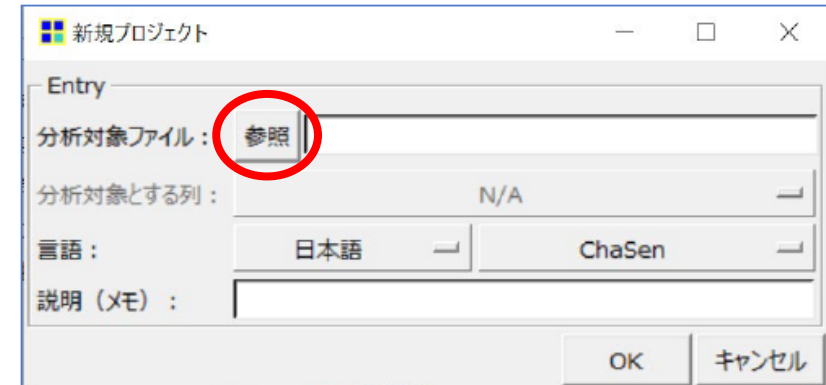 新規プロジェクト
Entry
分析対象ファイル： 参照
分析対象とする列： N/A
言語： 日本語 ChaSen
説明（メモ）：
OK キャンセル